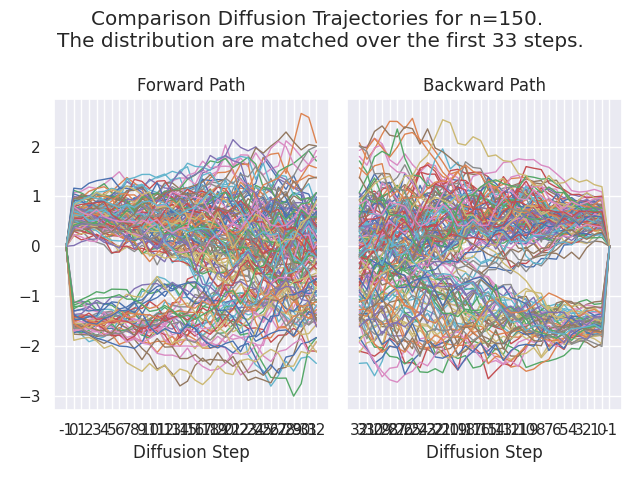 Comparison Diffusion Trajectories for n=150.
The distribution are matched over the first 33 steps.
Forward Path
Backward Path
2
1
0
−1
−2
−3
Diffusion Step
Diffusion Step